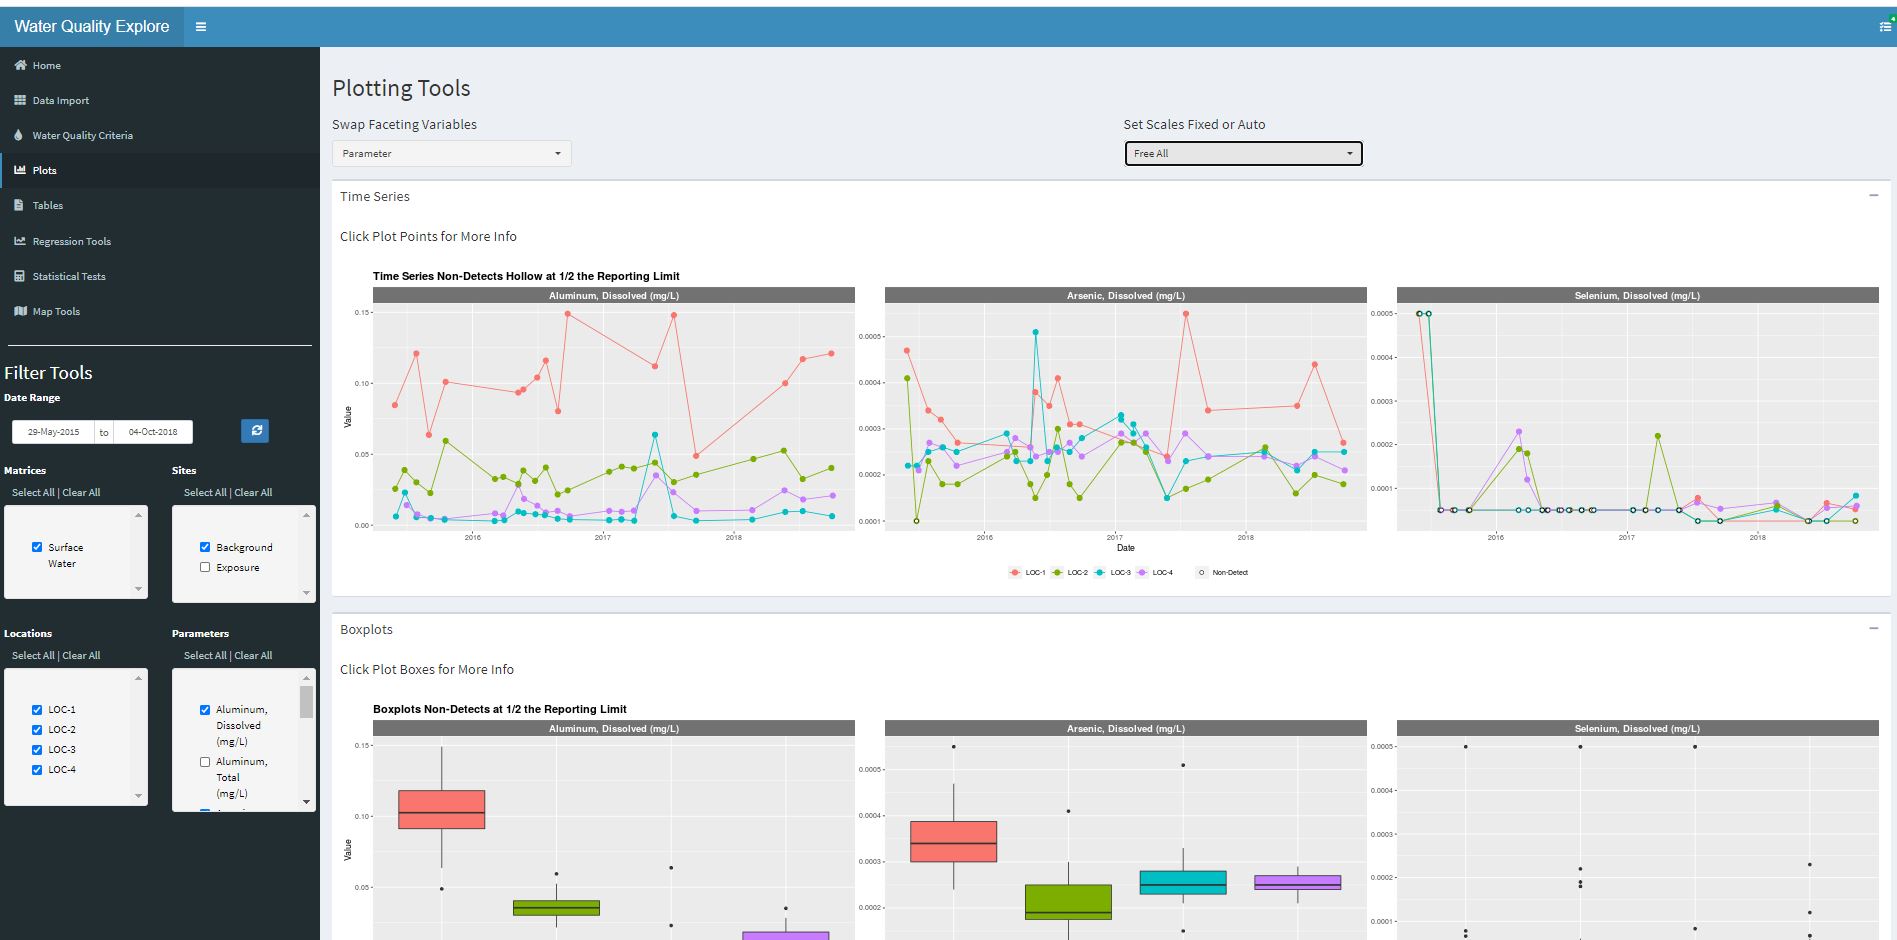 Water Quality Explore
4
Home
Data Import
Water Quality Criteria
Plots
Tables
Regression Tools
Statistical Tests
Map Tools
Filter Tools
Date Range
29-May-2015 to 04-Oct-2018
Matrices
Select All | Clear All
Surface
Water
Sites
Select All | Clear All
Background
Exposure
Locations
Select All | Clear All
LOC-1
LOC-2
LOC-3
LOC-4
Parameters
Select All | Clear All
Aluminum,
Dissolved
(mg/L)
Aluminum,
Total
(mg/L)
Plotting Tools
Swap Faceting Variables
Parameter
Set Scales Fixed or Auto
Free All
Time Series
Click Plot Points for More Info
Time Series Non-Detects Hollow at 1/2 the Reporting Limit
Aluminum, Dissolved (mg/L)
Value
0.15
0.10
0.05
0.00
2016 2017 2018
Arsenic, Dissolved (mg/L)
0.0005
0.0004
0.0003
0.0002
0.0001
2016 2017 2018
Selenium, Dissolved (mg/L)
0.0005
0.0004
0.0003
0.0002
0.0001
2016 2017 2018
Date
LOC-1 LOC-2 LOC-3 LOC-4 Non-Detect
Boxplots
Click Plot Boxes for More Info
Boxplots Non-Detects at 1/2 the Reporting Limit
Aluminum, Dissolved (mg/L)
Value
0.15
0.10
0.05
Arsenic, Dissolved (mg/L)
0.0005
0.0004
0.0003
0.0002
Selenium, Dissolved (mg/L)
0.0005
0.0004
0.0003
0.0002
0.0001